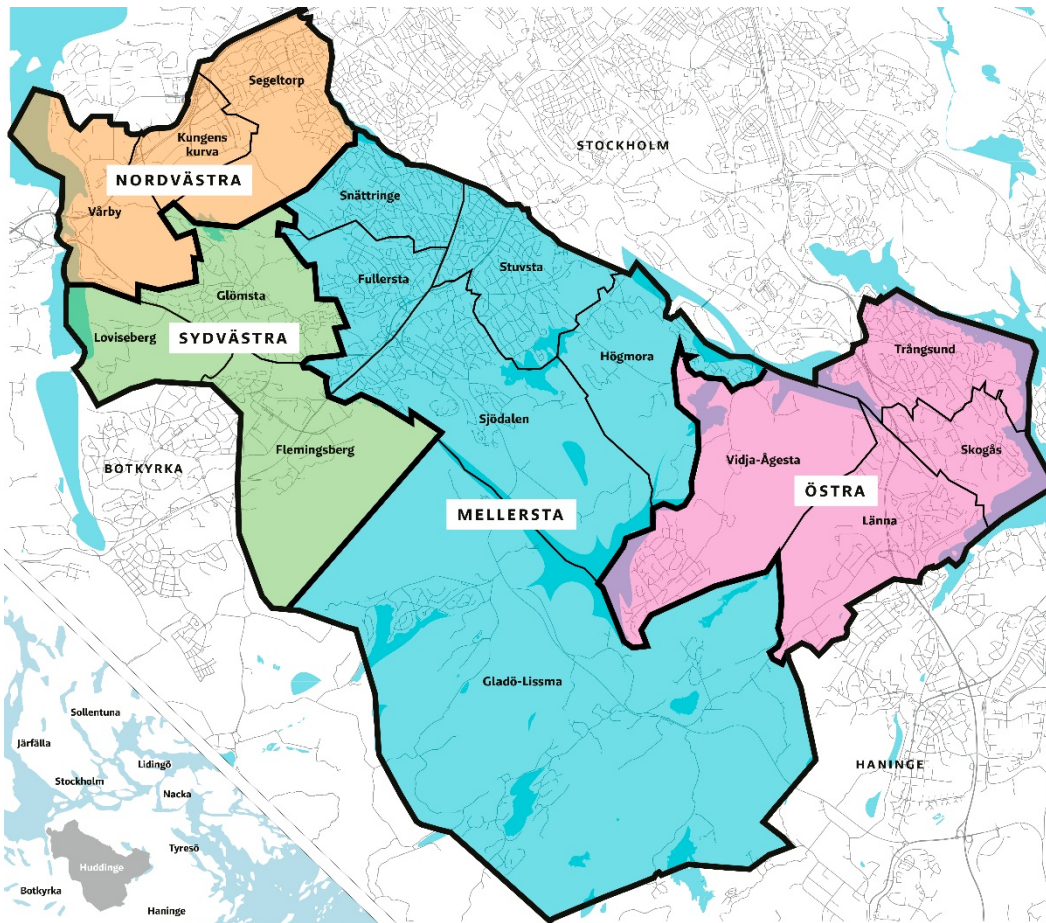 Segeltorp
Kungens
kurva
STOCKHOLM
NORDVÄSTRA
Snättringe
Vårby
Stuvsta
Fullersta
Glömsta
Loviseberg
SYDVÄSTRA
Högmora
Trångsund
Sjödalen
Flemingsberg
Skogås
Vidja-Ågesta
BOTKYRKA
ÖSTRA
MELLERSTA
Länna
Gladö-Lissma
HANINGE
Sollentuna
Järfälla
Lidingö
Stockholm
Nacka
Tyresö
Huddinge
Botkyrka
Haninge